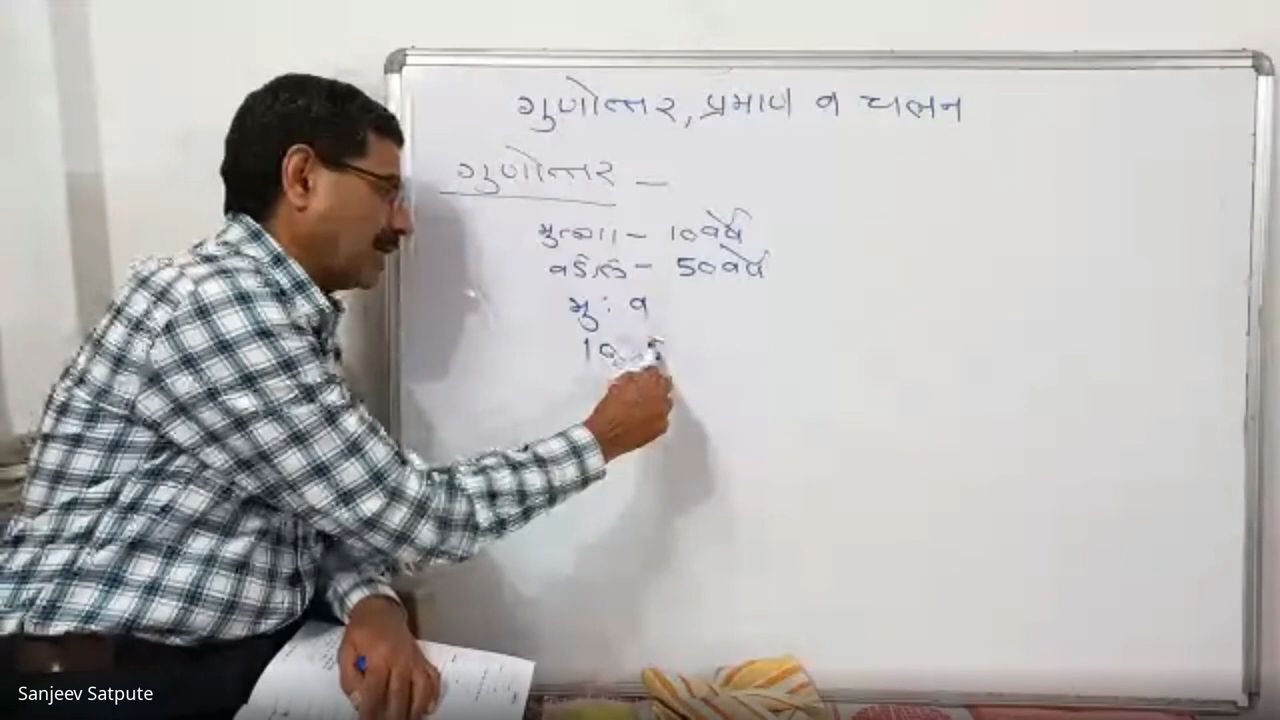 गुणोत्तर, प्रमाण व चलन
गुणोत्तर –
मुलगा – 10 वर्षे
वडील – 50 वर्षे
मु : व
10
Sanjeev Satpute